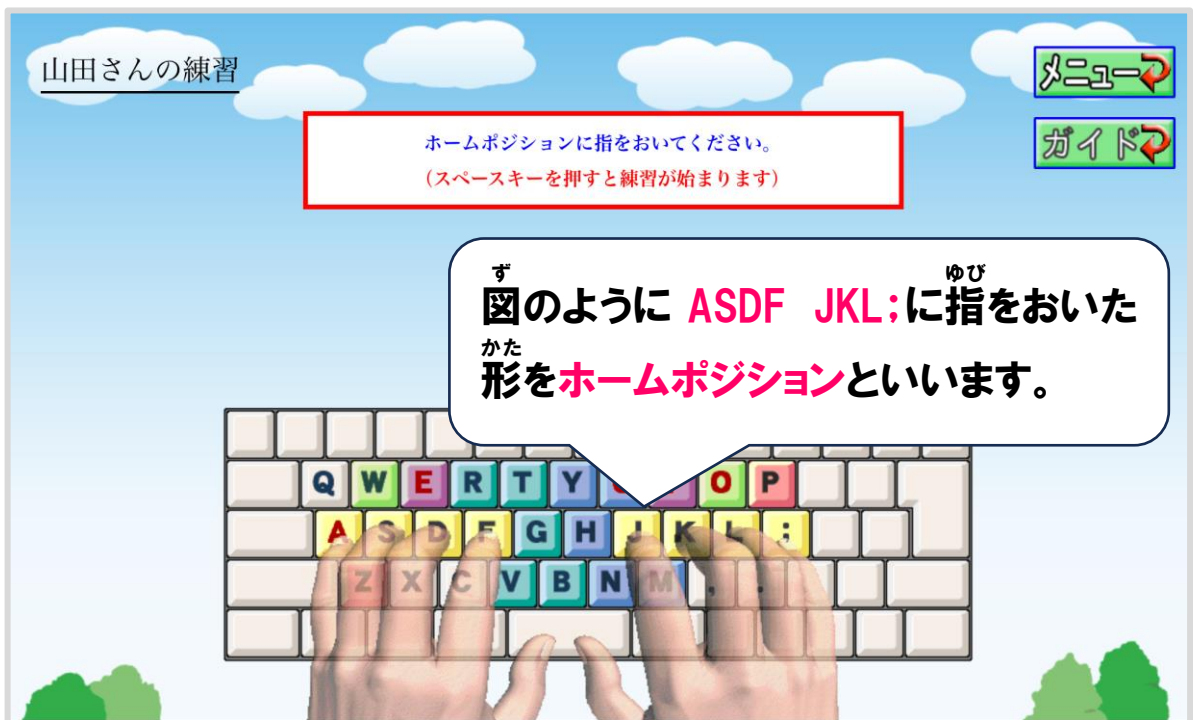 山田さんの練習
メニュー
ガイド
ホームポジションに指をおいてください。
(スペースキーを押すと練習が始まります)
ず ゆび
図のように ASDF JKL;に指をおいた
かた
形をホームポジションといいます。
Q W E R T Y O P
A S D F G H J K L ;
Z X C V B N M , .